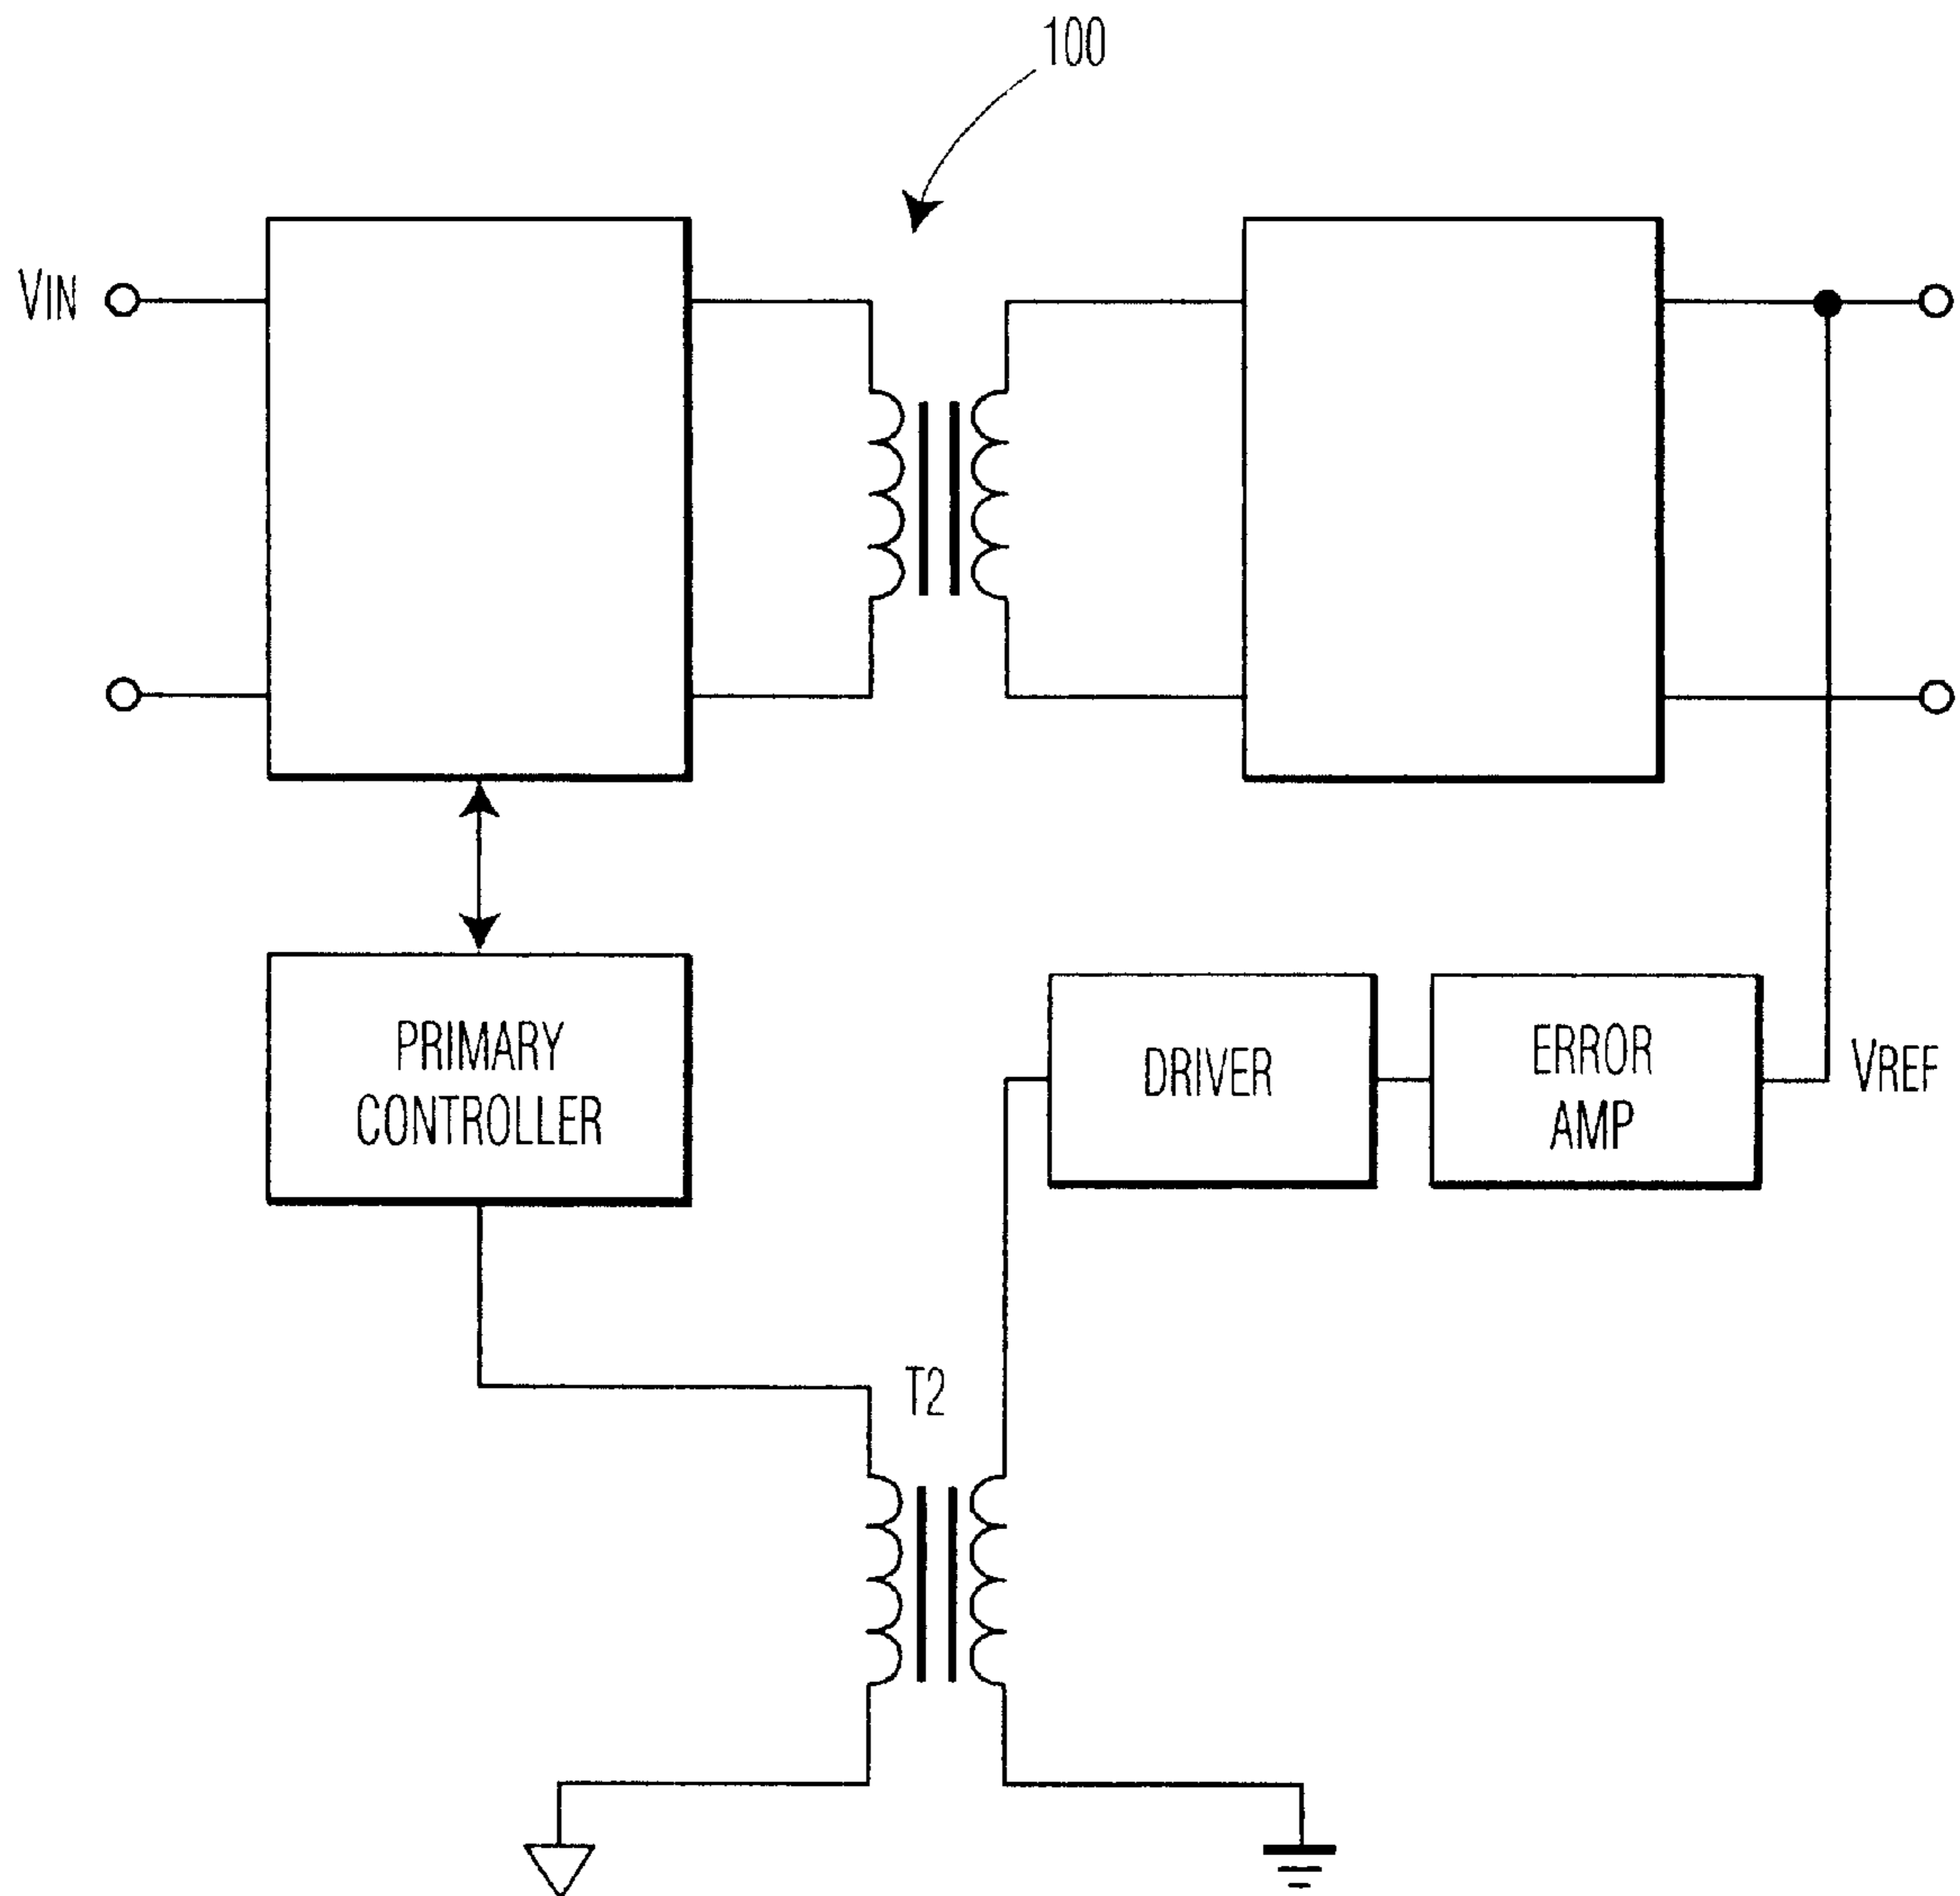 100
VIN
PRIMARY
CONTROLLER
DRIVER
ERROR
AMP
VREF
T2